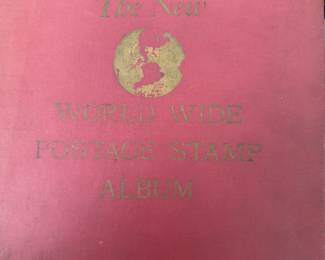 The New
WORLD WIDE
POSTAGE STAMP
ALBUM